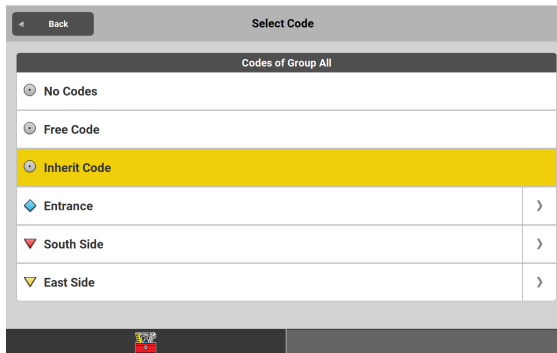 Back
Select Code
Codes of Group All
No Codes
Free Code
Inherit Code
Entrance
South Side
East Side